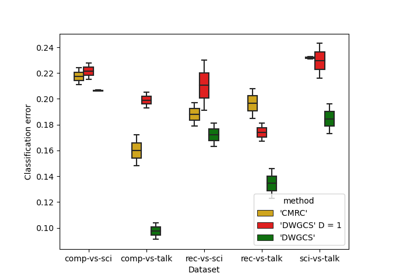 0.24
0.22
0.20
0.18
0.16
0.14
0.12
0.10
Classification error
comp-vs-sci comp-vs-talk rec-vs-sci rec-vs-talk sci-vs-talk
Dataset
method
'CMRC'
'DWGCS' D = 1
'DWGCS'